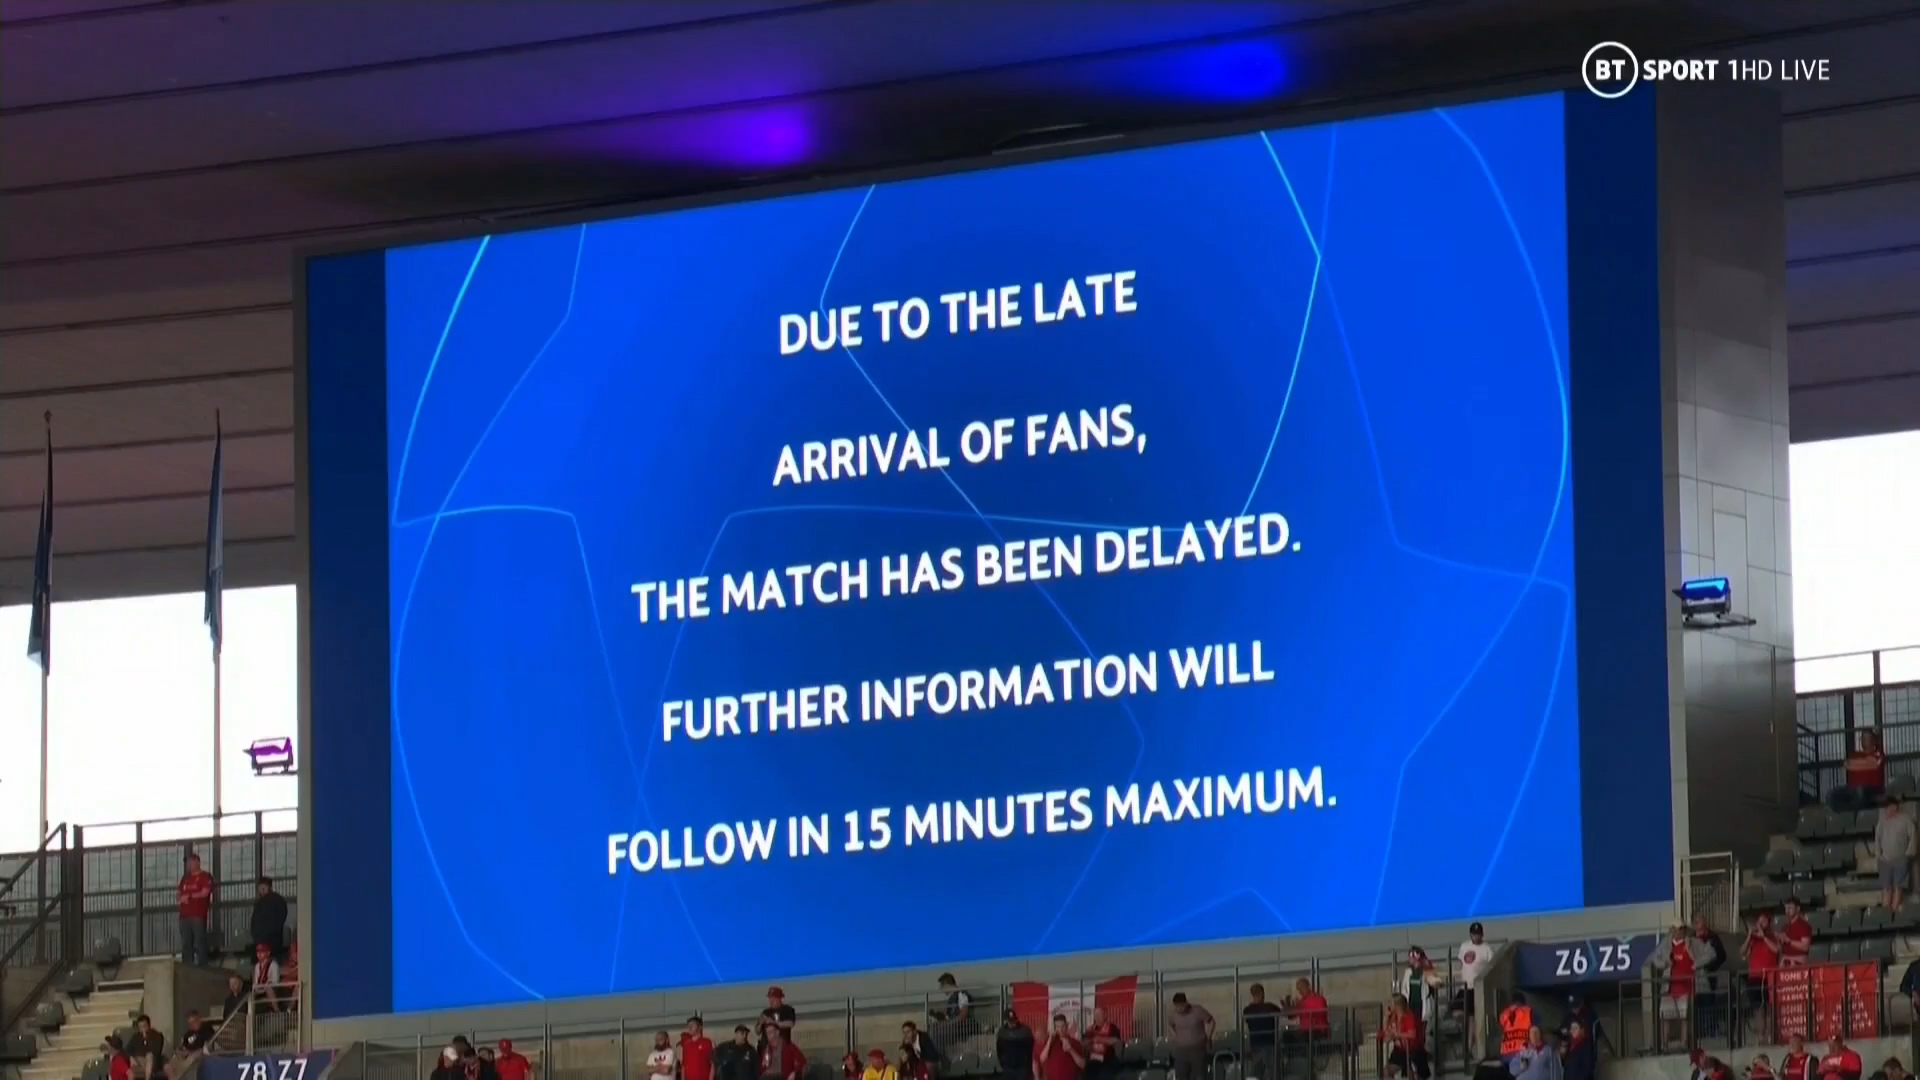 BT SPORT 1HD LIVE
DUE TO THE LATE
ARRIVAL OF FANS,
THE MATCH HAS BEEN DELAYED.
FURTHER INFORMATION WILL
FOLLOW IN 15 MINUTES MAXIMUM.
Z6 Z5
Z8 Z7